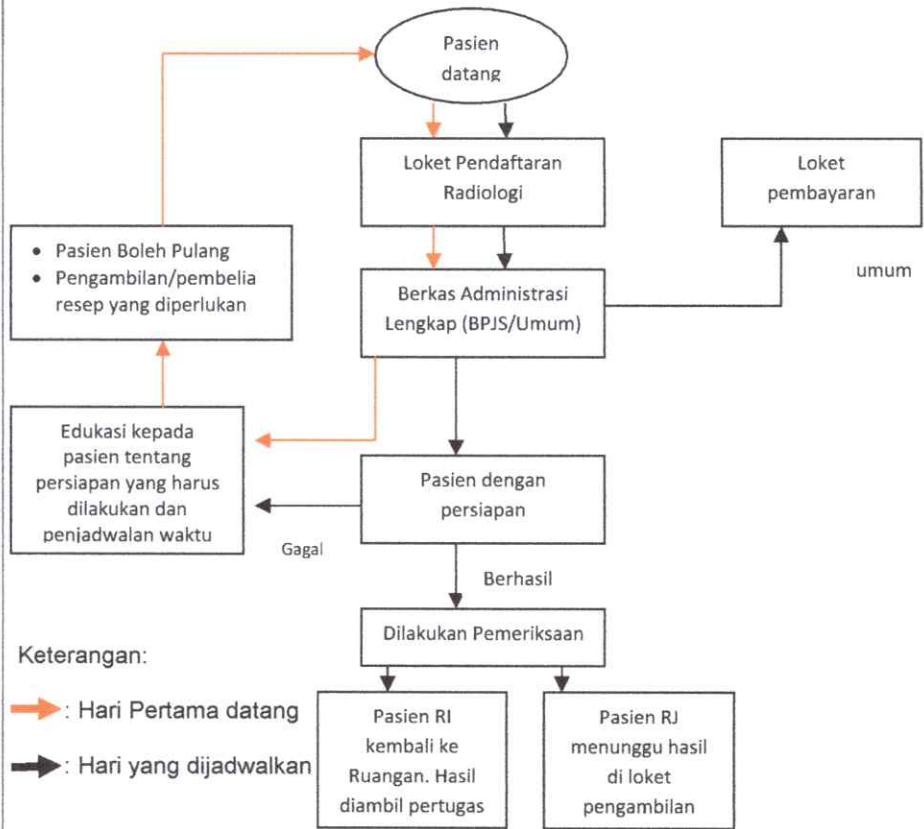 Pasien
datang
Loket Pendaftaran
Radiologi
Loket
pembayaran
• Pasien Boleh Pulang
• Pengambilan/pembelia
resep yang diperlukan
umum
Berkas Administrasi
Lengkap (BPJS/Umum)
Edukasi kepada
pasien tentang
persiapan yang harus
dilakukan dan
penjadwalan waktu
Pasien dengan
persiapan
Gagal
Berhasil
Dilakukan Pemeriksaan
Keterangan:
: Hari Pertama datang
: Hari yang dijadwalkan
Pasien RI
kembali ke
Ruangan. Hasil
diambil pertugas
Pasien RJ
menunggu hasil
di loket
pengambilan